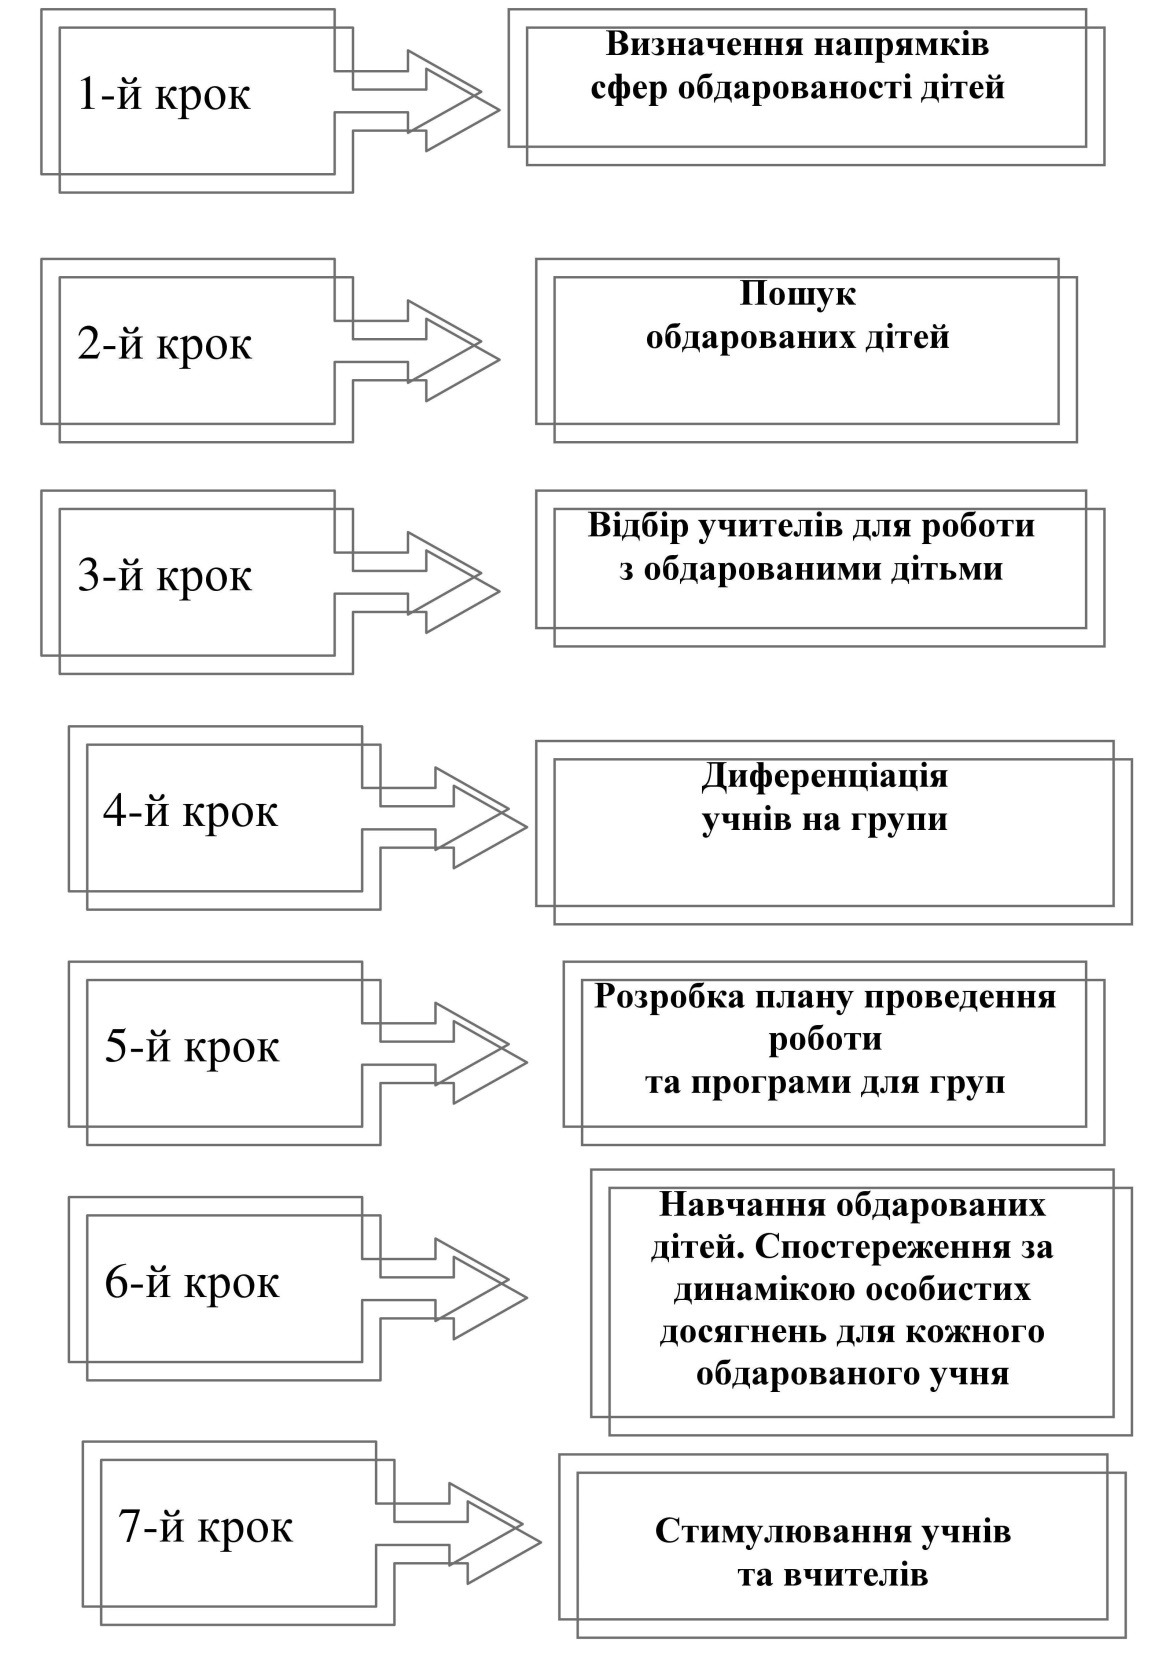 1-й крок
Визначення напрямків
сфер обдарованості дітей
2-й крок
Пошук
обдарованих дітей
3-й крок
Відбір учителів для роботи
з обдарованими дітьми
4-й крок
Диференціація
учнів на групи
5-й крок
Розробка плану проведення
роботи
та програми для груп
6-й крок
Навчання обдарованих
дітей. Спостереження за
динамікою особистих
досягнень для кожного
обдарованого учня
7-й крок
Стимулювання учнів
та вчителів